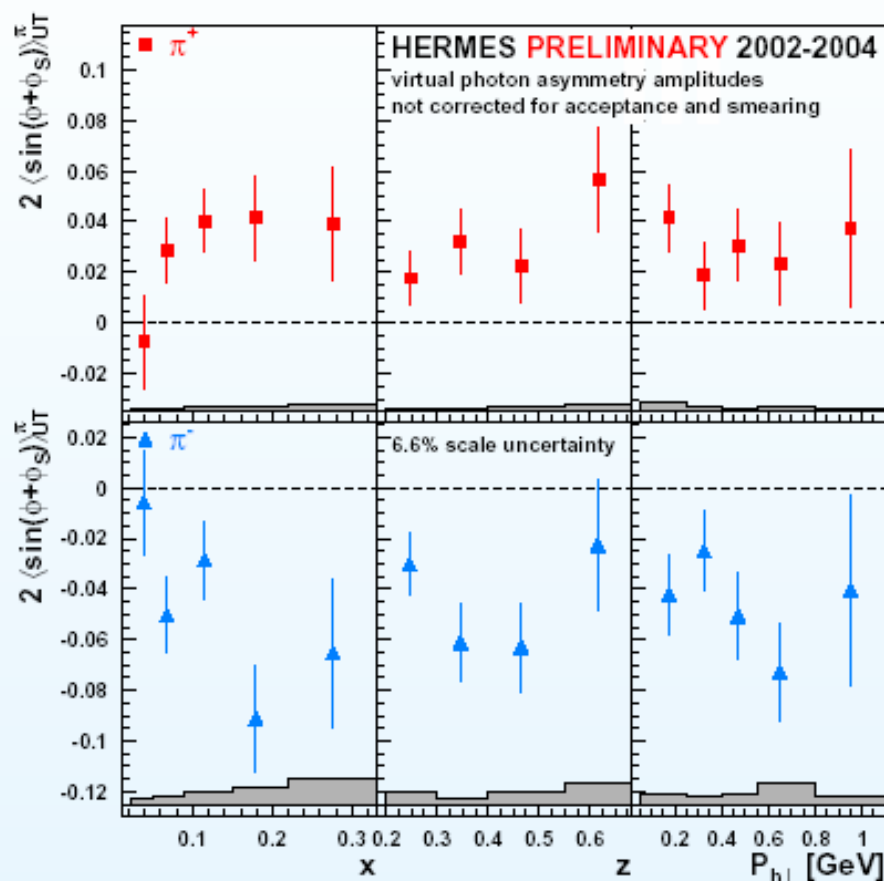 2 ⟨sin(ϕ+ϕS)⟩πUT
π+
HERMES PRELIMINARY 2002-2004
virtual photon asymmetry amplitudes
not corrected for acceptance and smearing
0.1
0.08
0.06
0.04
0.02
0
-0.02
2 ⟨sin(ϕ+ϕS)⟩πUT
π-
6.6% scale uncertainty
0.02
0
-0.02
-0.04
-0.06
-0.08
-0.1
-0.12
0.1 0.2 0.3 0.2 0.3 0.4 0.5 0.6 0.2 0.4 0.6 0.8 1
x z Ph⊥ [GeV]